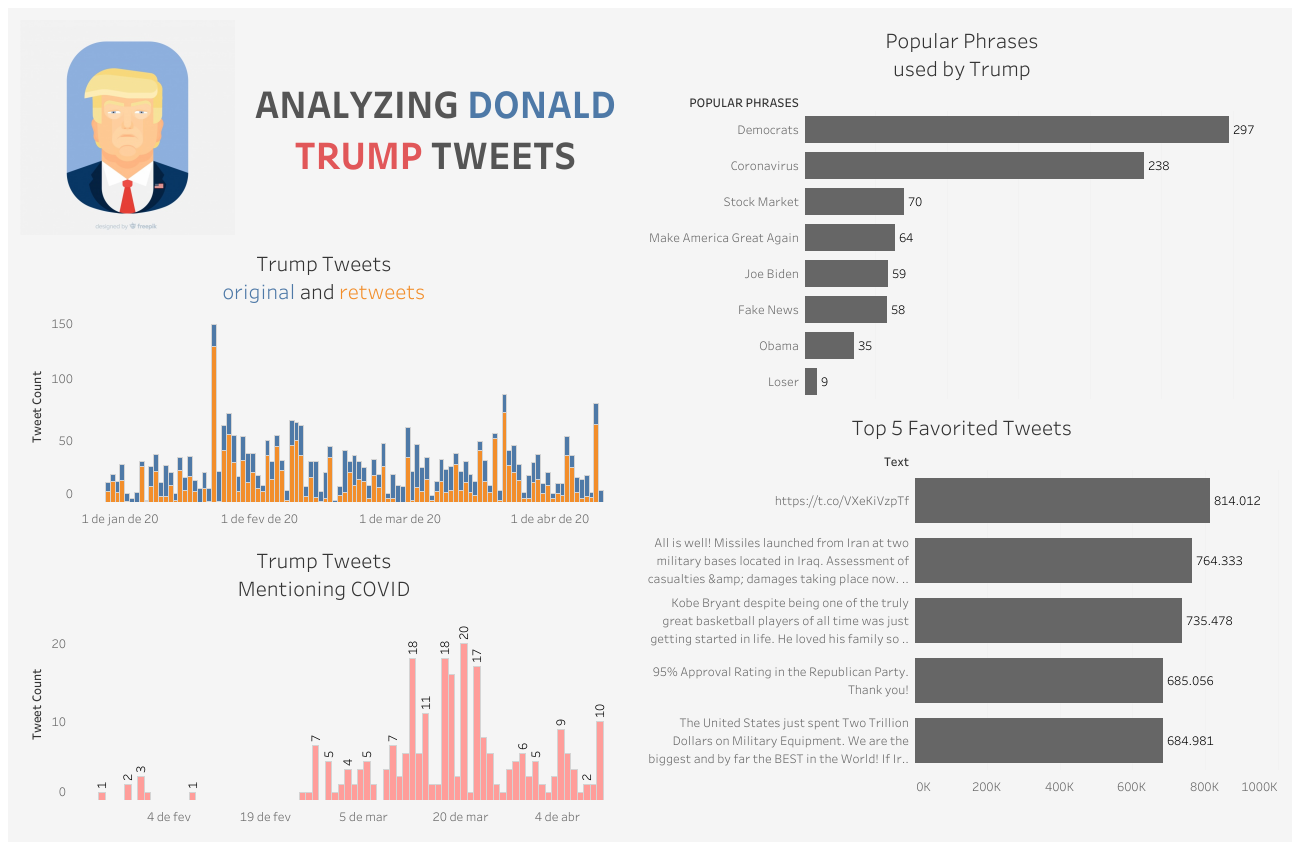 designed by freepik
ANALYZING DONALD
TRUMP TWEETS
Trump Tweets
original and retweets
Tweet Count
150
100
50
0
1 de jan de 20
1 de fev de 20
1 de mar de 20
1 de abr de 20
Trump Tweets
Mentioning COVID
Tweet Count
20
10
0
1
2
3
1
7
5
4
5
7
18
11
18
20
17
6
5
9
2
10
4 de fev
19 de fev
5 de mar
20 de mar
4 de abr
Popular Phrases
used by Trump
POPULAR PHRASES
Democrats 297
Coronavirus 238
Stock Market 70
Make America Great Again 64
Joe Biden 59
Fake News 58
Obama 35
Loser 9
Top 5 Favorited Tweets
Text
https://t.co/VXeKiVzpTf 814.012
All is well! Missiles launched from Iran at two
military bases located in Iraq. Assessment of 764.333
casualties &amp; damages taking place now. ..
Kobe Bryant despite being one of the truly
great basketball players of all time was just 735.478
getting started in life. He loved his family so ..
95% Approval Rating in the Republican Party.
Thank you!
685.056
The United States just spent Two Trillion
Dollars on Military Equipment. We are the 684.981
biggest and by far the BEST in the World! If Ir..
0K 200K 400K 600K 800K 1000K